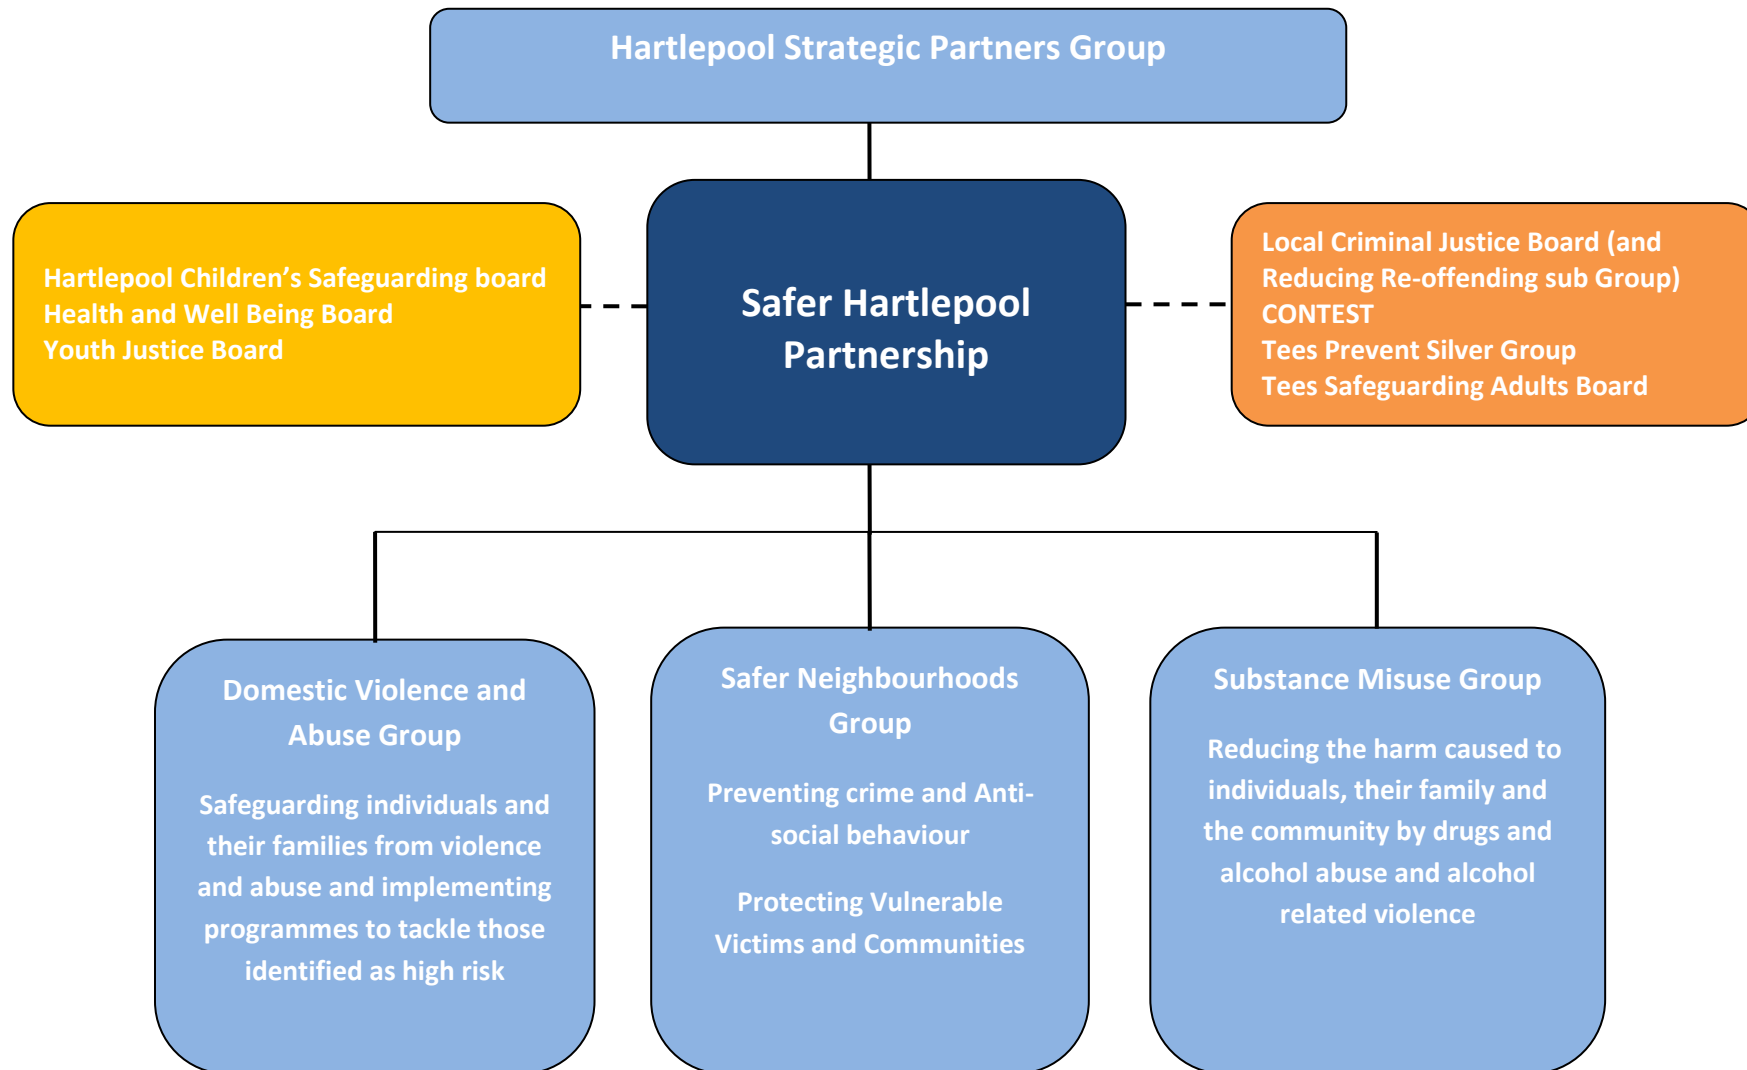 Hartlepool Strategic Partners Group
Hartlepool Children’s Safeguarding board
Health and Well Being Board
Youth Justice Board
Safer Hartlepool
Partnership
Local Criminal Justice Board (and
Reducing Re-offending sub Group)
CONTEST
Tees Prevent Silver Group
Tees Safeguarding Adults Board
Domestic Violence and
Abuse Group
Safeguarding individuals and
their families from violence
and abuse and implementing
programmes to tackle those
identified as high risk
Safer Neighbourhoods
Group
Preventing crime and Anti-
social behaviour
Protecting Vulnerable
Victims and Communities
Substance Misuse Group
Reducing the harm caused to
individuals, their family and
the community by drugs and
alcohol abuse and alcohol
related violence